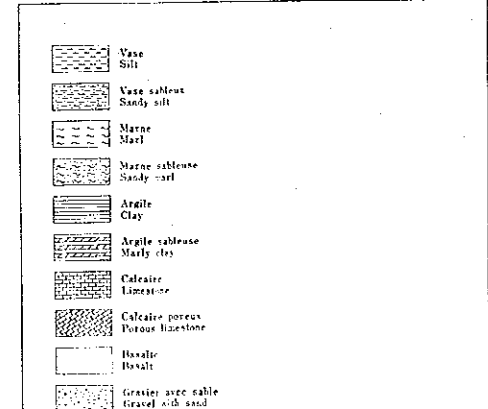 Vase
Silt
Vase sableux
Sandy silt
Marne
Marl
Marne sableuse
Sandy marl
Argile
Clay
Argile sableuse
Marly clay
Calcaire
Limestone
Calcaire poreux
Porous limestone
Basalte
Basalt
Gravier avec sable
Gravel with sand